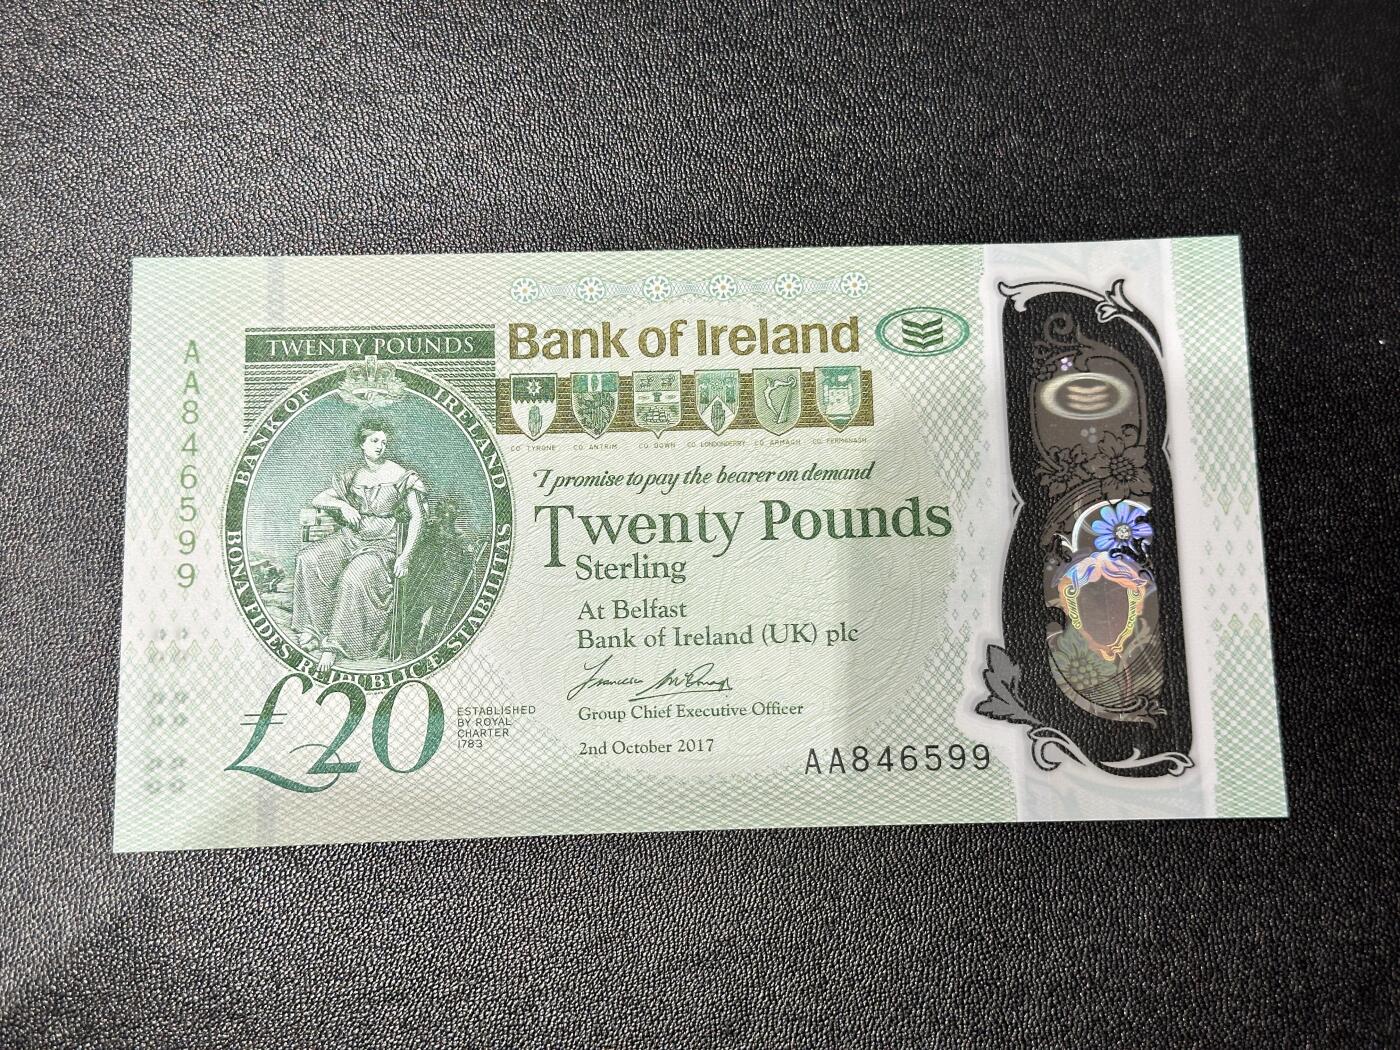 AA846599
TWENTY POUNDS
BANK OF IRELAND
BONA FIDES REIPUBLICÆ STABILITAS
£20
ESTABLISHED
BY ROYAL
CHARTER
1783
Bank of Ireland
CO. TYRONE CO. ANTRIM CO. DOWN CO. LONDONDERRY CO. ARMAGH CO. FERMANAGH
I promise to pay the bearer on demand
Twenty Pounds
Sterling
At Belfast
Bank of Ireland (UK) plc
Group Chief Executive Officer
2nd October 2017
AA846599